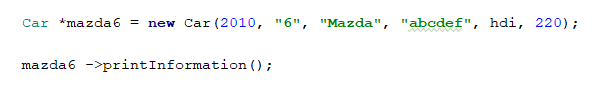 Car *mazda6 = new Car(2010, "6", "Mazda", "abcdef", hdi, 220);
mazda6 ->printInformation();